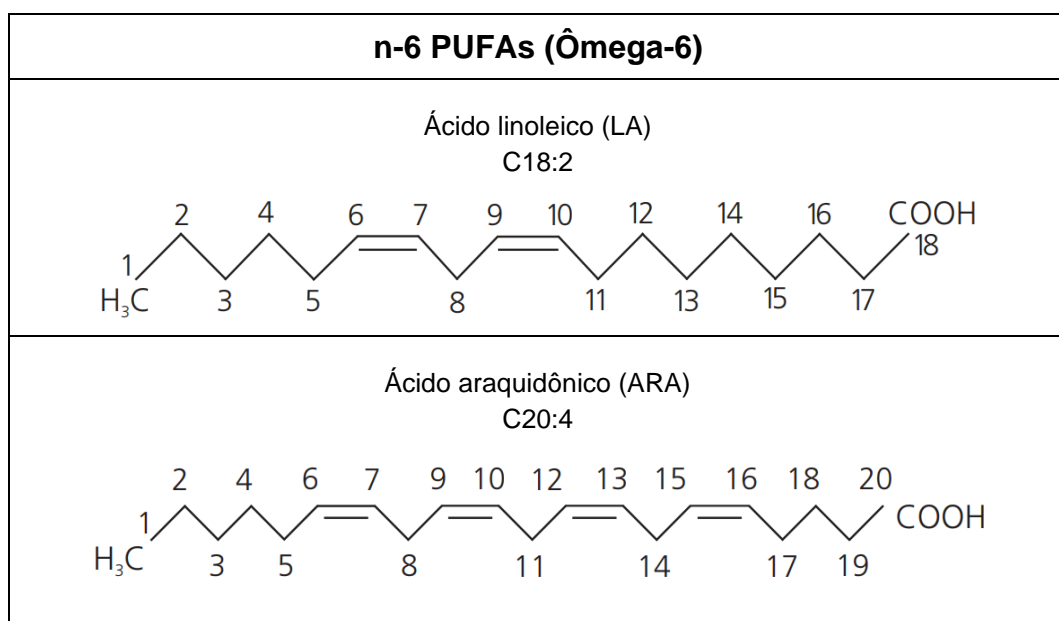 n-6 PUFAs (Ômega-6)
Ácido linoleico (LA)
C18:2
2 4 6 7 9 10 12 14 16 COOH
1 18
H₃C 3 5 8 11 13 15 17
Ácido araquidônico (ARA)
C20:4
2 4 6 7 9 10 12 13 15 16 18 20
1 COOH
H₃C 3 5 8 11 14 17 19